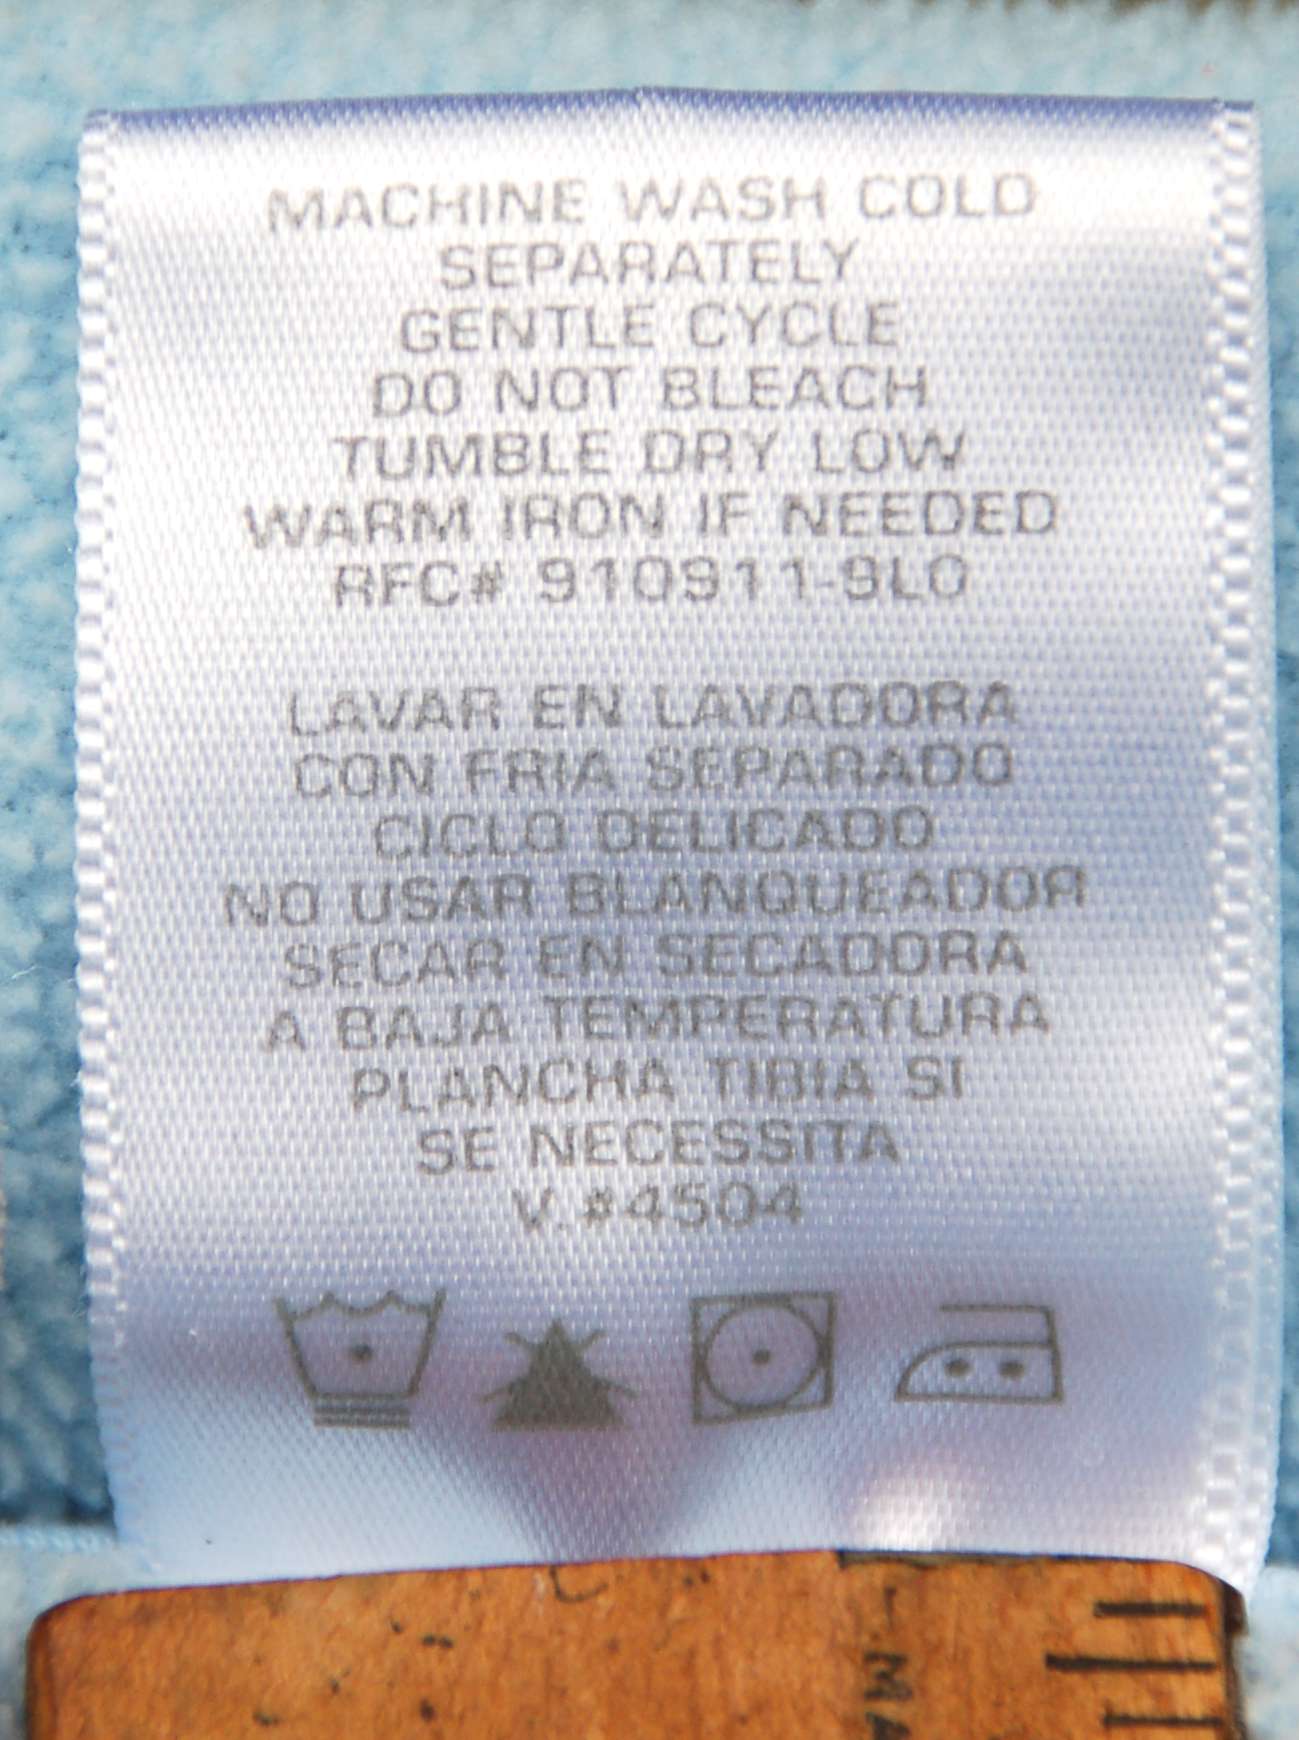 MACHINE WASH COLD
SEPARATELY
GENTLE CYCLE
DO NOT BLEACH
TUMBLE DRY LOW
WARM IRON IF NEEDED
RFC# 910911-9L0
LAVAR EN LAVADORA
CON FRIA SEPARADO
CICLO DELICADO
NO USAR BLANQUEADOR
SECAR EN SECADORA
A BAJA TEMPERATURA
PLANCHA TIBIA SI
SE NECESSITA
V.#4504
MA